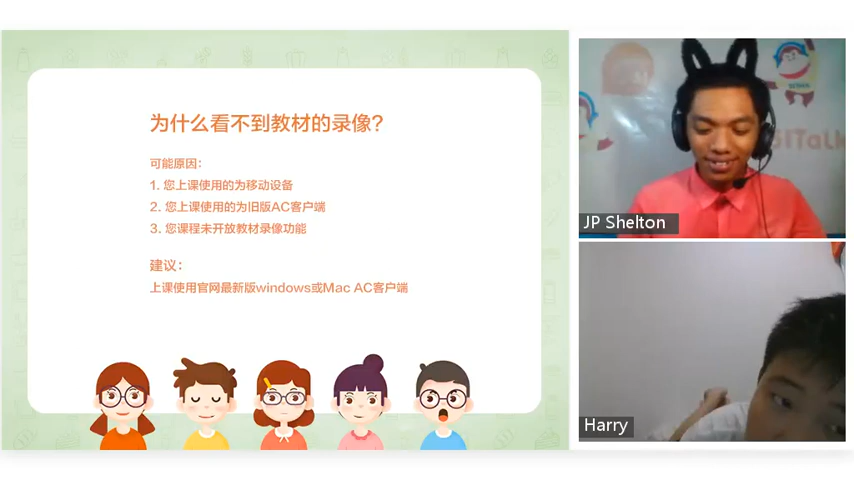 为什么看不到教材的录像?
可能原因:
1. 您上课使用的为移动设备
2. 您上课使用的为旧版AC客户端
3. 您课程未开放教材录像功能
建议:
上课使用官网最新版windows或Mac AC客户端
51Talk
JP Shelton
Harry